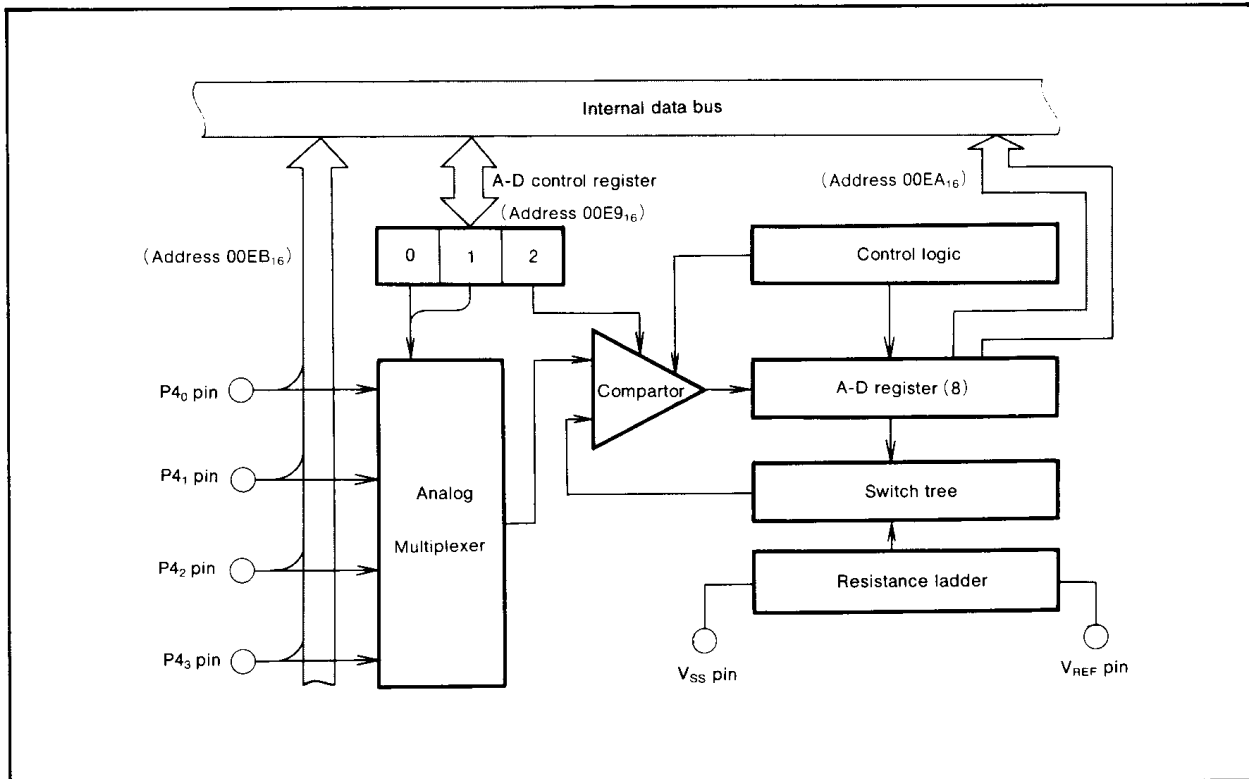 Internal data bus
A-D control register
(Address 00EA₁₆)
(Address 00E9₁₆)
(Address 00EB₁₆)
0 1 2
Control logic
P4₀ pin
Compartor
A-D register (8)
P4₁ pin
Analog
Multiplexer
Switch tree
P4₂ pin
Resistance ladder
P4₃ pin
V_SS pin
V_REF pin